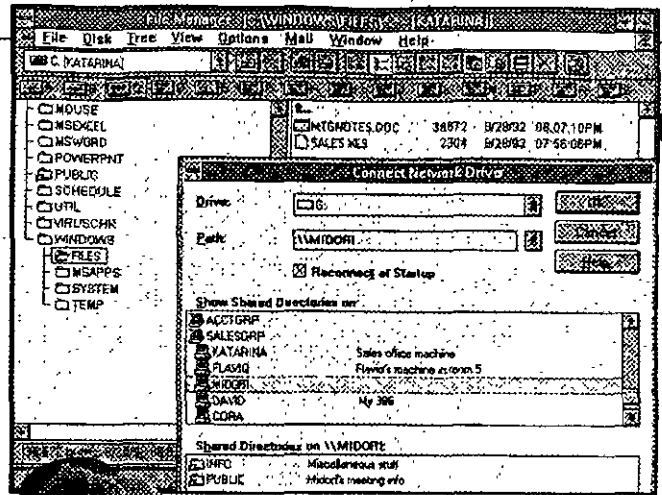 File Manager - [C:\WINDOWS\FILES\*.* [KATARINA]]
File Disk Tree View Options Mail Window Help
C: [KATARINA]
MOUSE
MSEXCEL
MSWORD
POWERPNT
PUBLIC
SCHEDULE
UTIL
VIRUSCHK
WINDOWS
FILES
MSAPPS
SYSTEM
TEMP
MTGNOTES.DOC 38672 9/28/92 08:07:10PM
SALES.XLS 2304 9/28/92 07:56:06PM
Connect Network Drive
Drive: G:
OK
Path: \\MIDORI
Cancel
Help
Reconnect at Startup
Show Shared Directories on:
ACCTGRP
SALESGRP
KATARINA Sales office machine
FLAVIO Flavio's machine in room 5
MIDORI
DAVID My 386
CORA
Shared Directories on \\MIDORI:
INFO Miscellaneous stuff
PUBLIC Midori's meeting info